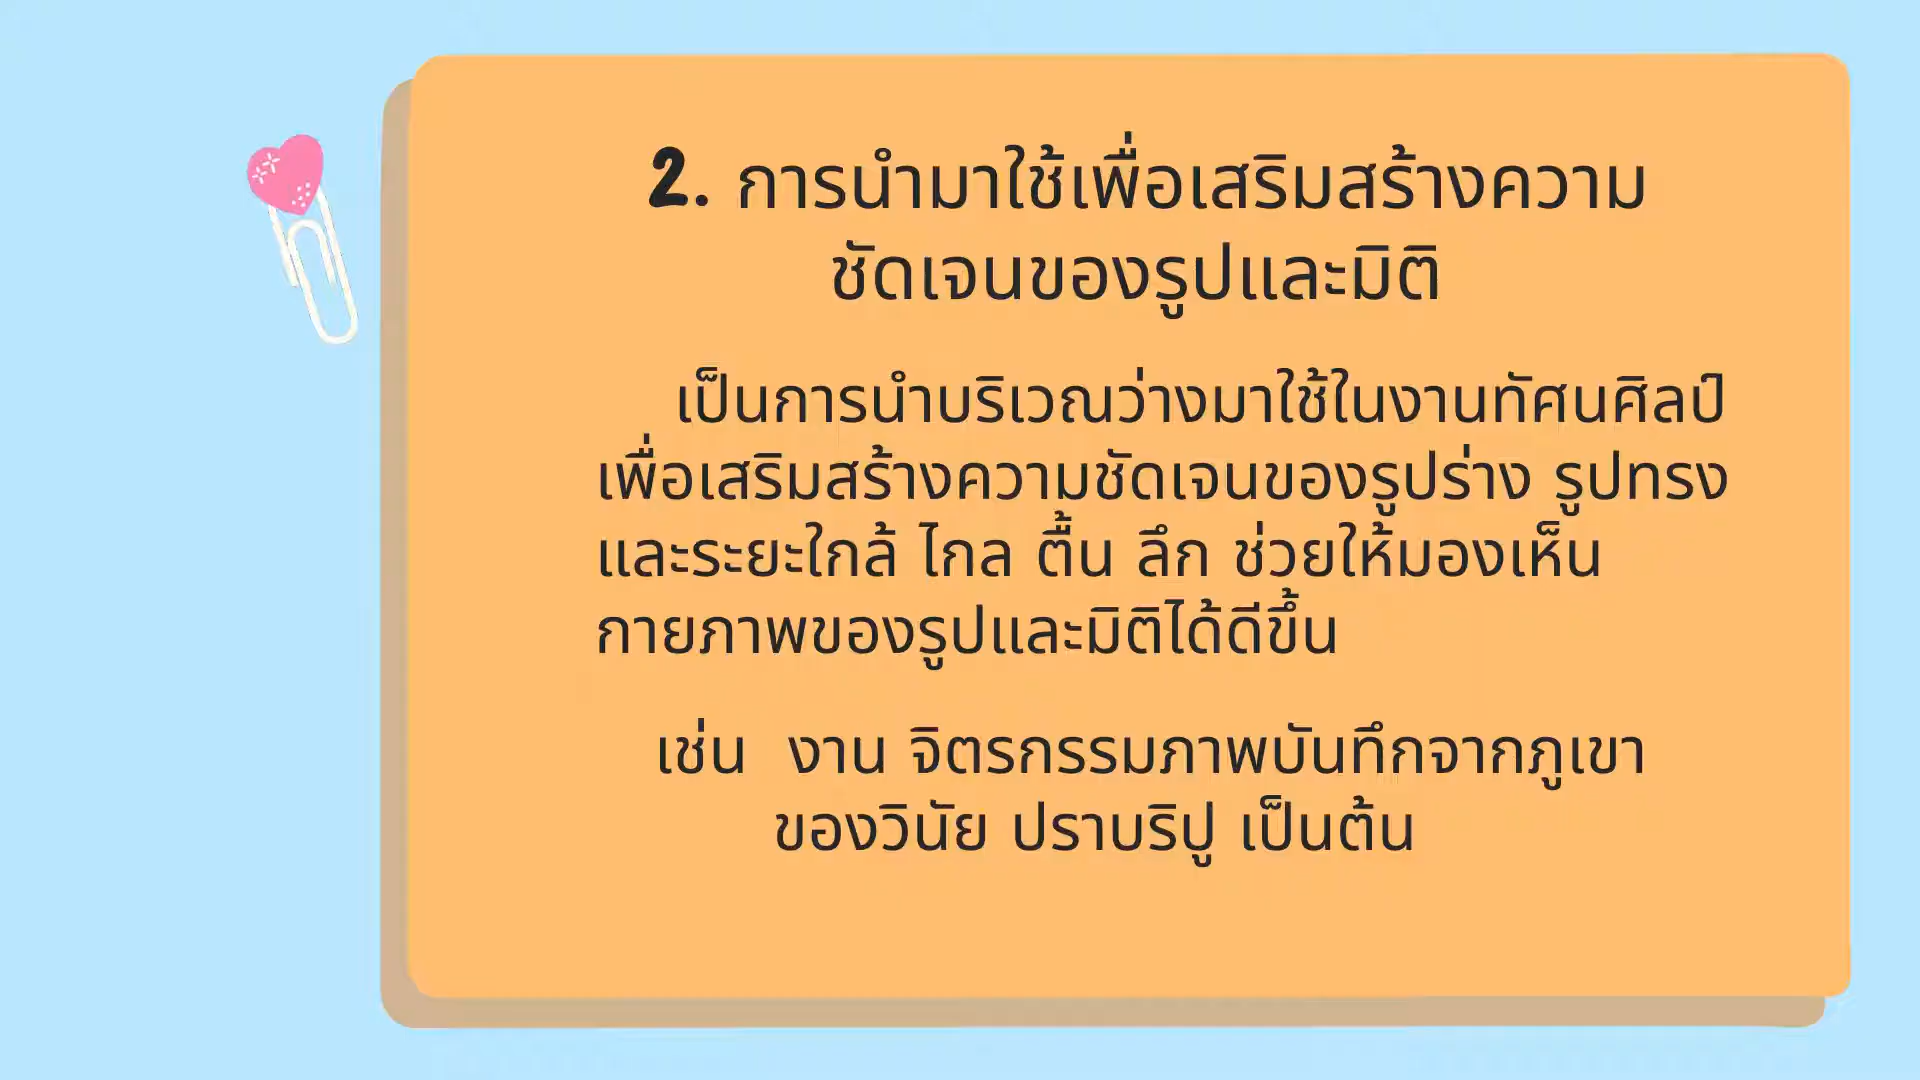 2. การนำมาใช้เพื่อเสริมสร้างความ
ชัดเจนของรูปและมิติ
เป็นการนำบริเวณว่างมาใช้ในงานทัศนศิลป์
เพื่อเสริมสร้างความชัดเจนของรูปร่าง รูปทรง
และระยะใกล้ ไกล ตื้น ลึก ช่วยให้มองเห็น
กายภาพของรูปและมิติได้ดีขึ้น
เช่น งาน จิตรกรรมภาพบันทึกจากภูเขา
ของวินัย ปราบริปู เป็นต้น